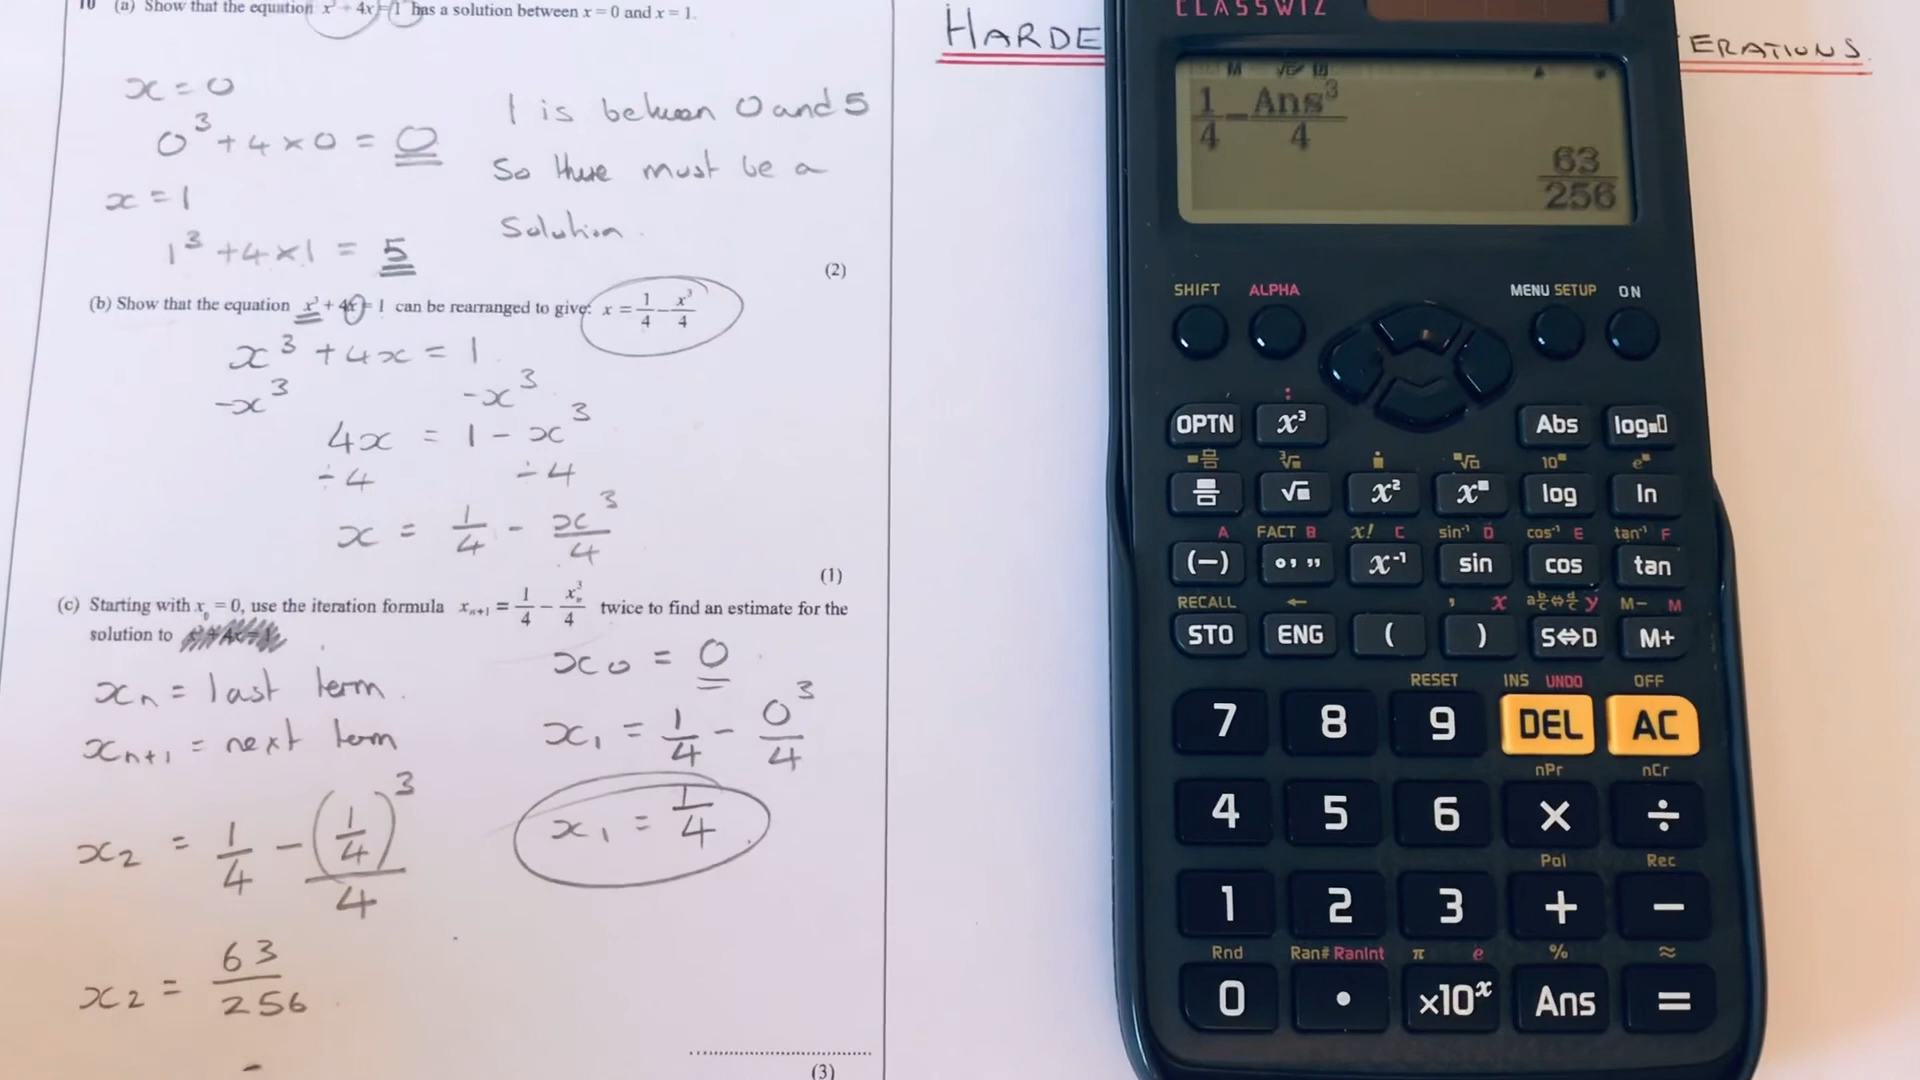 10 (a) Show that the equation x³ + 4x = 1 has a solution between x = 0 and x = 1.
x = 0
0³ + 4 × 0 = 0
x = 1
1³ + 4 × 1 = 5
1 is between 0 and 5
So there must be a
Solution.
(2)
(b) Show that the equation x³ + 4x = 1 can be rearranged to give: x = 1/4 − x³/4
x³ + 4x = 1
−x³ −x³
4x = 1 − x³
÷4 ÷4
x = 1/4 − x³/4
(1)
(c) Starting with x₀ = 0, use the iteration formula xₙ₊₁ = 1/4 − xₙ³/4 twice to find an estimate for the
solution to
xₙ = last term.
xₙ₊₁ = next term
x₂ = 1/4 − (1/4)³/4
x₂ = 63/256
x₀ = 0
x₁ = 1/4 − 0³/4
x₁ = 1/4
(3)
HARDE
ERATIONS.
CLASSWIZ
1/4 − Ans³/4
63/256
SHIFT ALPHA MENU SETUP ON
:
OPTN x³ Abs log▪▯
³√▪ ▪√▯ 10▪ e▪
√▪ x² x▪ log ln
A FACT B x! C sin⁻¹ D cos⁻¹ E tan⁻¹ F
(−) ° ’ ” x⁻¹ sin cos tan
RECALL ← , x a b/c⇔d/c y M− M
STO ENG ( ) S⇔D M+
RESET INS UNDO OFF
7 8 9 DEL AC
nPr nCr
4 5 6 × ÷
Pol Rec
1 2 3 + −
Rnd Ran# RanInt π e % ≈
0 • ×10ˣ Ans =